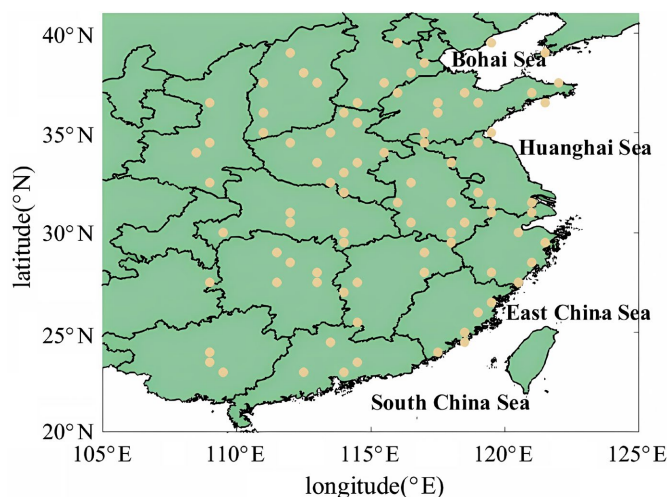 40°N
Bohai Sea
35°N
Huanghai Sea
latitude(°N)
30°N
25°N
East China Sea
South China Sea
20°N
105°E
110°E
115°E
120°E
125°E
longitude(°E)